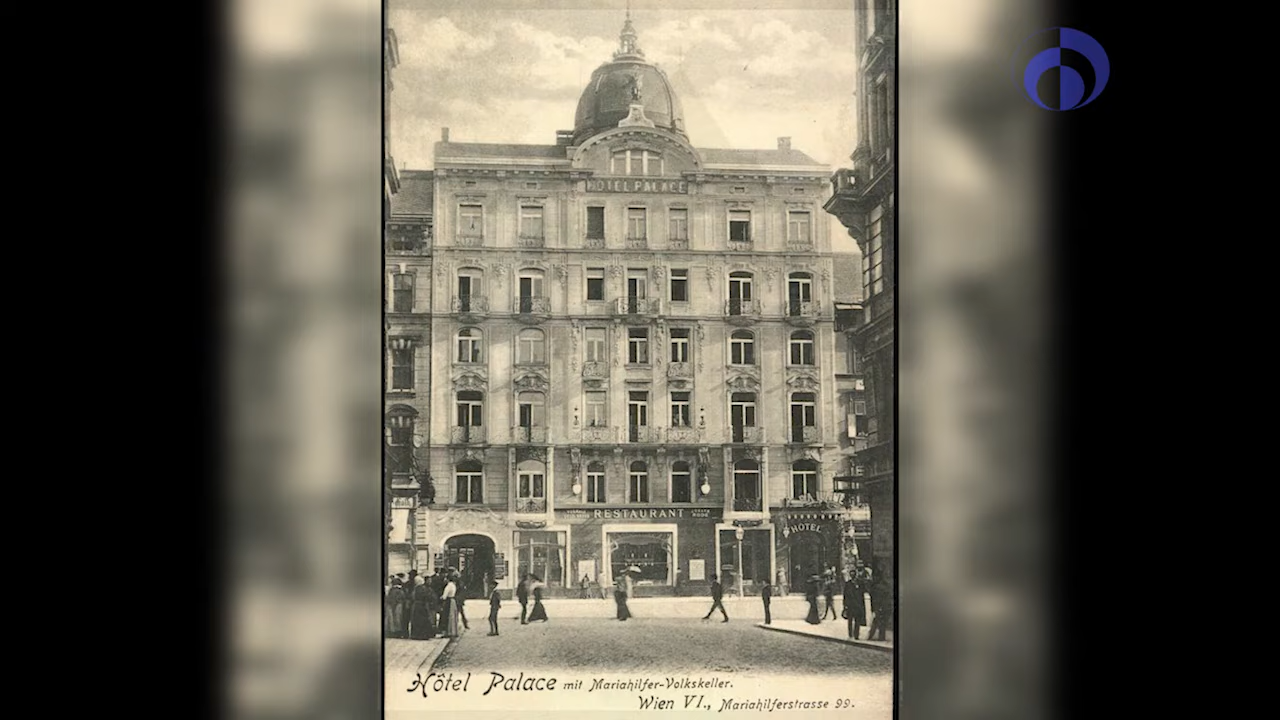 HOTEL PALACE
RESTAURANT
HOTEL
Hôtel Palace mit Mariahilfer-Volkskeller.
Wien VI., Mariahilferstrasse 99.